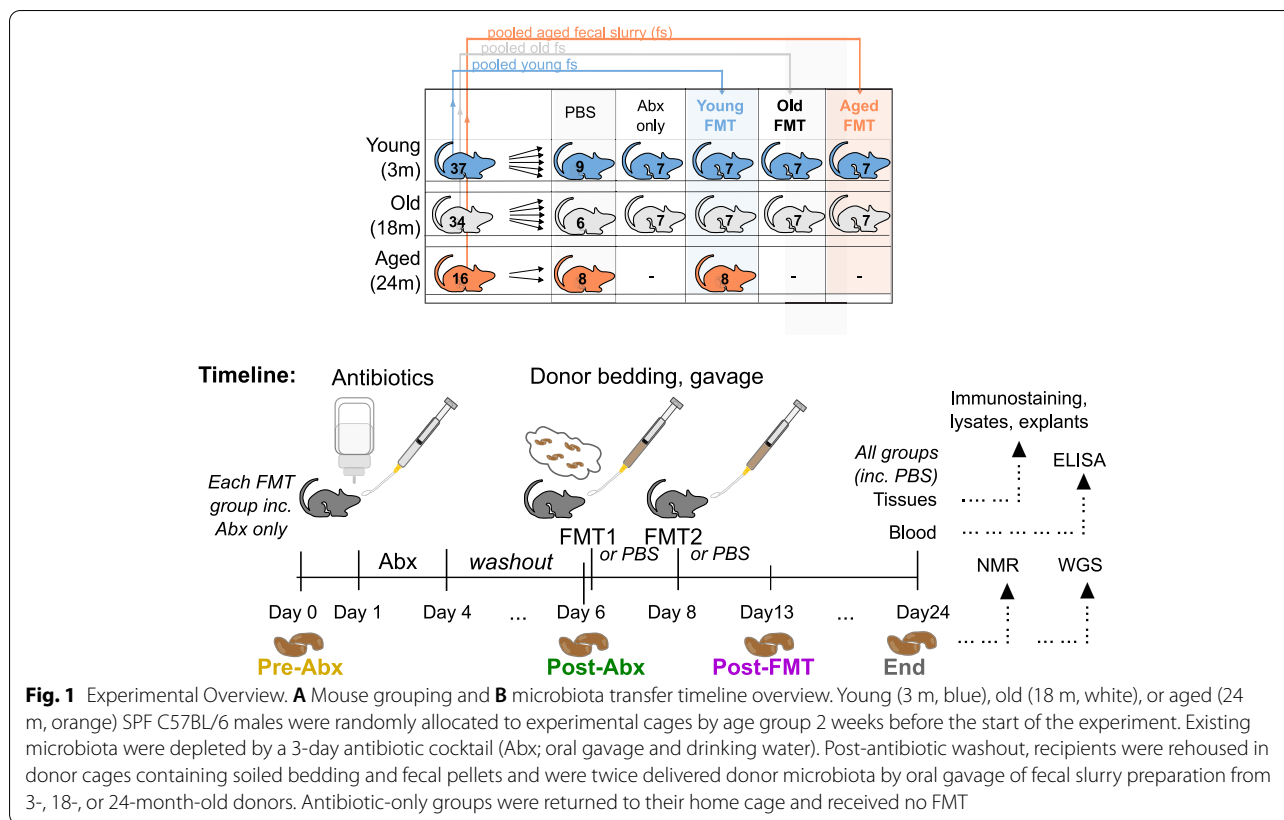 pooled aged fecal slurry (fs)
pooled old fs
pooled young fs
PBS
Abx
only
Young
FMT
Old
FMT
Aged
FMT
Young
(3m)
37
9
7
7
7
7
Old
(18m)
34
6
7
7
7
7
Aged
(24m)
16
8
-
8
-
-
Timeline:
Antibiotics
Donor bedding, gavage
Immunostaining,
lysates, explants
Each FMT
group inc.
Abx only
All groups
(inc. PBS)
Tissues
... ...
ELISA
Blood
... ... ... ...
FMT1
or PBS
FMT2
or PBS
Abx
washout
NMR
WGS
Day 0
Day 1
Day 4
...
Day 6
Day 8
Day13
...
Day24
... ...
... ...
Pre-Abx
Post-Abx
Post-FMT
End
Fig. 1 Experimental Overview. A Mouse grouping and B microbiota transfer timeline overview. Young (3 m, blue), old (18 m, white), or aged (24
m, orange) SPF C57BL/6 males were randomly allocated to experimental cages by age group 2 weeks before the start of the experiment. Existing
microbiota were depleted by a 3-day antibiotic cocktail (Abx; oral gavage and drinking water). Post-antibiotic washout, recipients were rehoused in
donor cages containing soiled bedding and fecal pellets and were twice delivered donor microbiota by oral gavage of fecal slurry preparation from
3-, 18-, or 24-month-old donors. Antibiotic-only groups were returned to their home cage and received no FMT